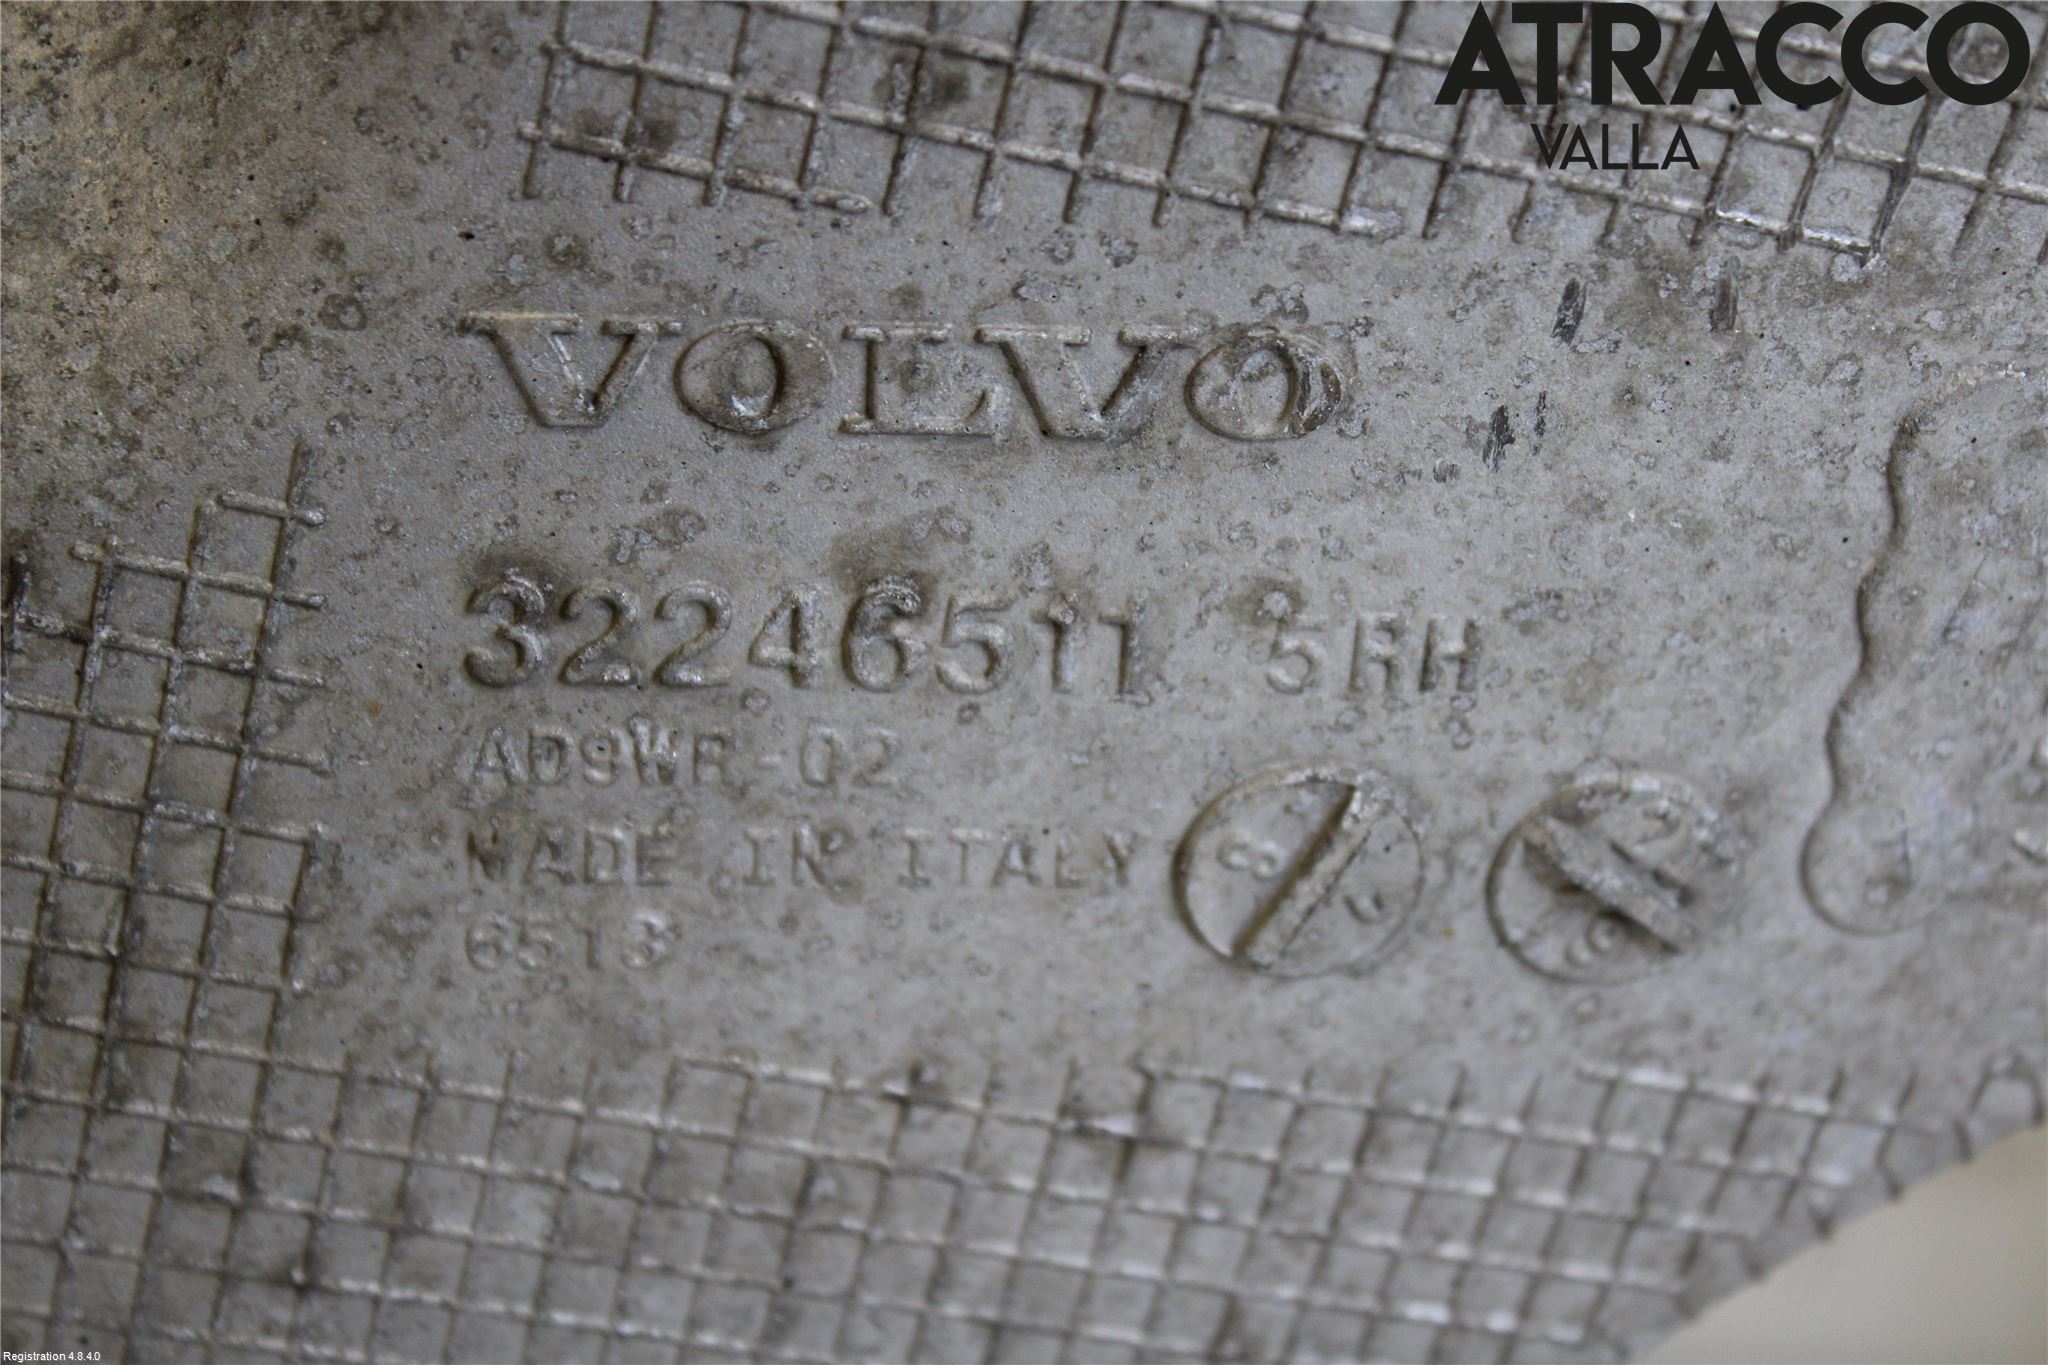 ATRACCO
VALLA
VOLVO
32246511 5RH
AD9WR-02
MADE IN ITALY
6513
Registration 4.8.4.0